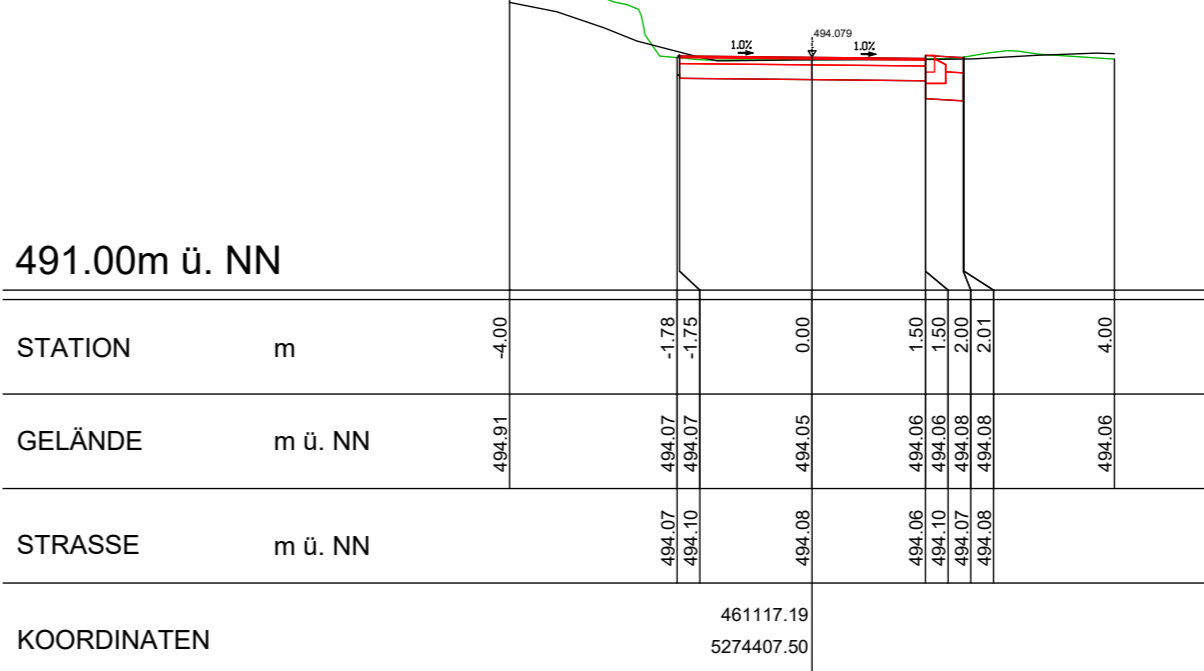 494.079
1.0% 1.0%
491.00m ü. NN
STATION m -4.00 -1.78 -1.75 0.00 1.50 1.50 2.00 2.01 4.00
GELÄNDE m ü. NN 494.91 494.07 494.07 494.05 494.06 494.06 494.08 494.08 494.06
STRASSE m ü. NN 494.07 494.10 494.08 494.06 494.10 494.07 494.08
461117.19
KOORDINATEN
5274407.50